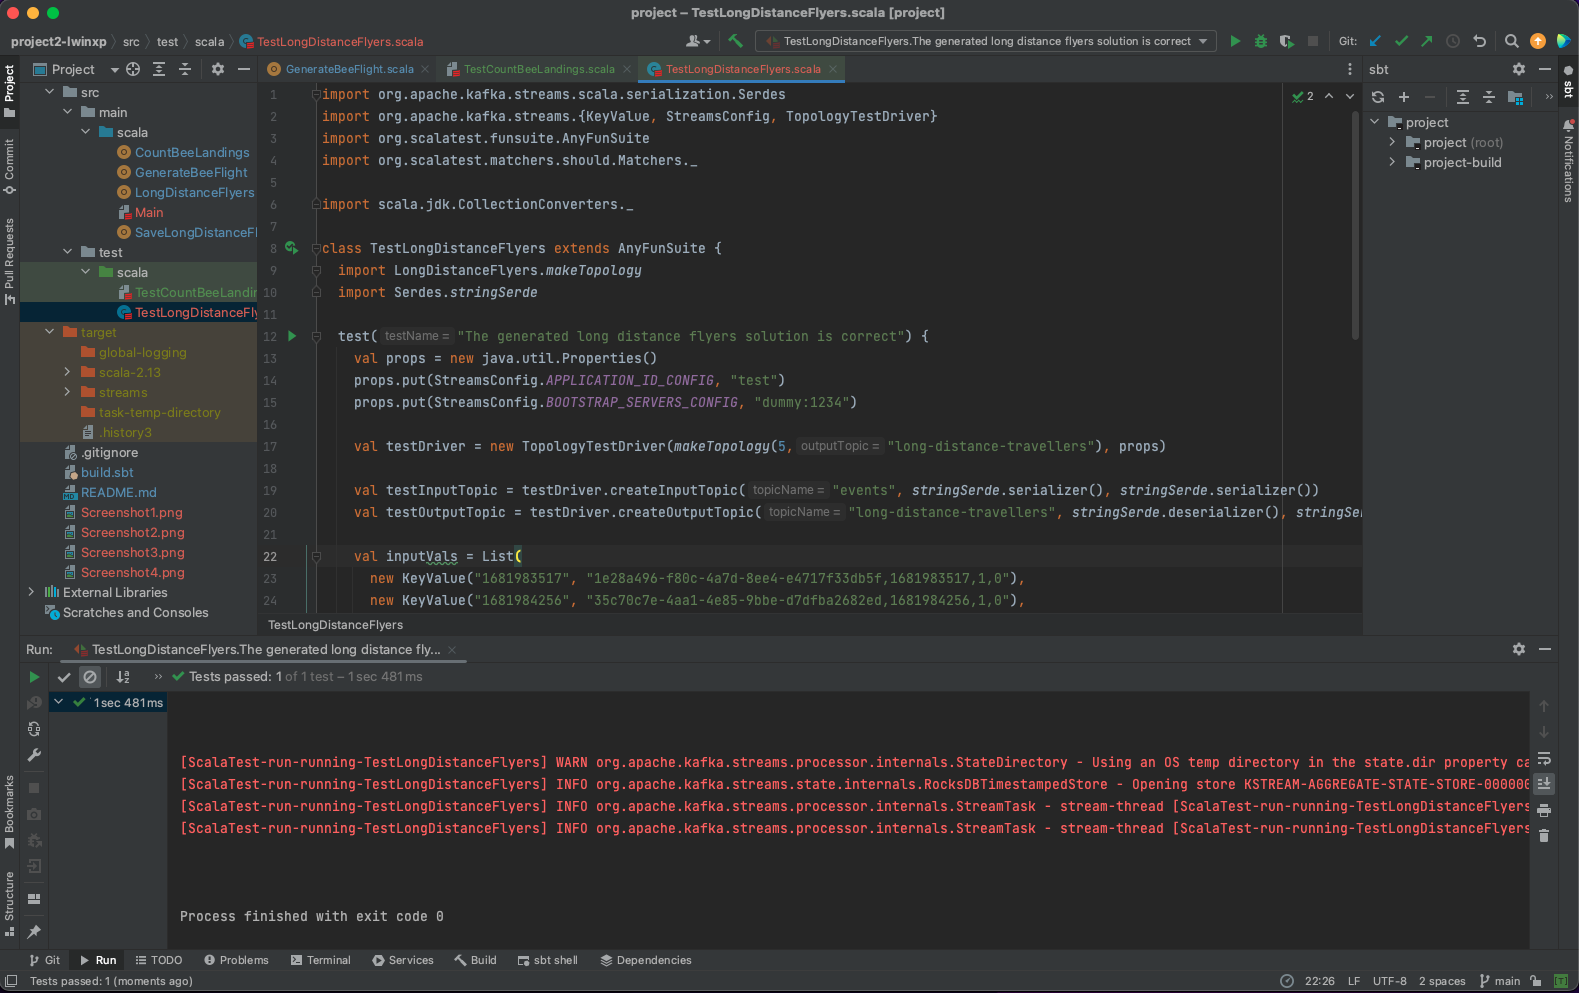 project – TestLongDistanceFlyers.scala [project]
project2-lwinxp › src › test › scala › TestLongDistanceFlyers.scala
TestLongDistanceFlyers.The generated long distance flyers solution is correct
Git:
Project
GenerateBeeFlight.scala
TestCountBeeLandings.scala
TestLongDistanceFlyers.scala
sbt
Project
Commit
Pull Requests
Bookmarks
Structure
src
main
scala
CountBeeLandings
GenerateBeeFlight
LongDistanceFlyers
Main
SaveLongDistanceFl
test
scala
TestCountBeeLandin
TestLongDistanceFly
target
global-logging
scala-2.13
streams
task-temp-directory
.history3
.gitignore
build.sbt
README.md
Screenshot1.png
Screenshot2.png
Screenshot3.png
Screenshot4.png
External Libraries
Scratches and Consoles
2
1 import org.apache.kafka.streams.scala.serialization.Serdes
2 import org.apache.kafka.streams.{KeyValue, StreamsConfig, TopologyTestDriver}
3 import org.scalatest.funsuite.AnyFunSuite
4 import org.scalatest.matchers.should.Matchers._
5
6 import scala.jdk.CollectionConverters._
7
8 class TestLongDistanceFlyers extends AnyFunSuite {
9 import LongDistanceFlyers.makeTopology
10 import Serdes.stringSerde
11
12 test( testName = "The generated long distance flyers solution is correct") {
13 val props = new java.util.Properties()
14 props.put(StreamsConfig.APPLICATION_ID_CONFIG, "test")
15 props.put(StreamsConfig.BOOTSTRAP_SERVERS_CONFIG, "dummy:1234")
16
17 val testDriver = new TopologyTestDriver(makeTopology(5, outputTopic = "long-distance-travellers"), props)
18
19 val testInputTopic = testDriver.createInputTopic( topicName = "events", stringSerde.serializer(), stringSerde.serializer())
20 val testOutputTopic = testDriver.createOutputTopic( topicName = "long-distance-travellers", stringSerde.deserializer(), stringSe
21
22 val inputVals = List(
23 new KeyValue("1681983517", "1e28a496-f80c-4a7d-8ee4-e4717f33db5f,1681983517,1,0"),
24 new KeyValue("1681984256", "35c70c7e-4aa1-4e85-9bbe-d7dfba2682ed,1681984256,1,0"),
TestLongDistanceFlyers
project
project (root)
project-build
sbt
Notifications
Run:
TestLongDistanceFlyers.The generated long distance fly...
Tests passed: 1 of 1 test – 1 sec 481 ms
1 sec 481 ms
[ScalaTest-run-running-TestLongDistanceFlyers] WARN org.apache.kafka.streams.processor.internals.StateDirectory - Using an OS temp directory in the state.dir property ca
[ScalaTest-run-running-TestLongDistanceFlyers] INFO org.apache.kafka.streams.state.internals.RocksDBTimestampedStore - Opening store KSTREAM-AGGREGATE-STATE-STORE-000000
[ScalaTest-run-running-TestLongDistanceFlyers] INFO org.apache.kafka.streams.processor.internals.StreamTask - stream-thread [ScalaTest-run-running-TestLongDistanceFlyers
[ScalaTest-run-running-TestLongDistanceFlyers] INFO org.apache.kafka.streams.processor.internals.StreamTask - stream-thread [ScalaTest-run-running-TestLongDistanceFlyers
Process finished with exit code 0
Git
Run
TODO
Problems
Terminal
Services
Build
sbt shell
Dependencies
Tests passed: 1 (moments ago)
22:26
LF
UTF-8
2 spaces
main